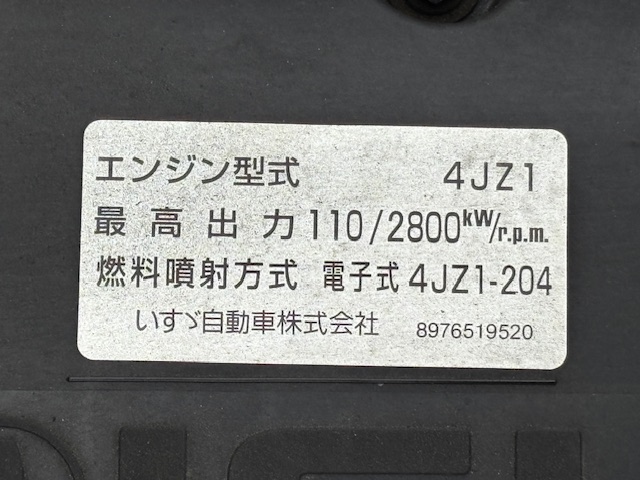 エンジン型式 4JZ1
最高出力 110/2800kW/r.p.m.
燃料噴射方式 電子式 4JZ1-204
いすゞ自動車株式会社 8976519520